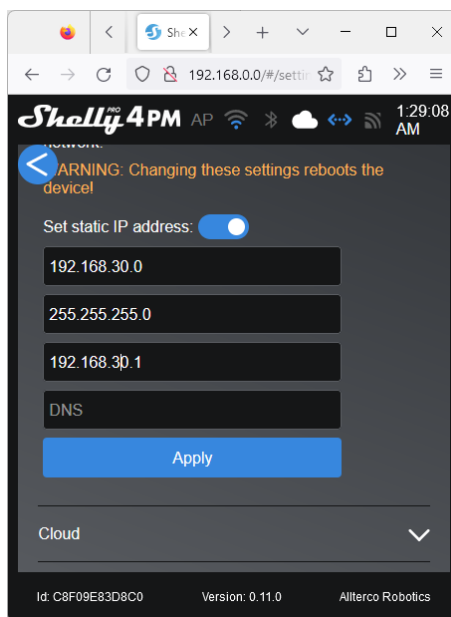 She
192.168.0.0/#/settin
Shelly PRO 4PM AP 1:29:08 AM
network.
WARNING: Changing these settings reboots the
device!
Set static IP address:
192.168.30.0
255.255.255.0
192.168.30.1
DNS
Apply
Cloud
Id: C8F09E83D8C0 Version: 0.11.0 Allterco Robotics